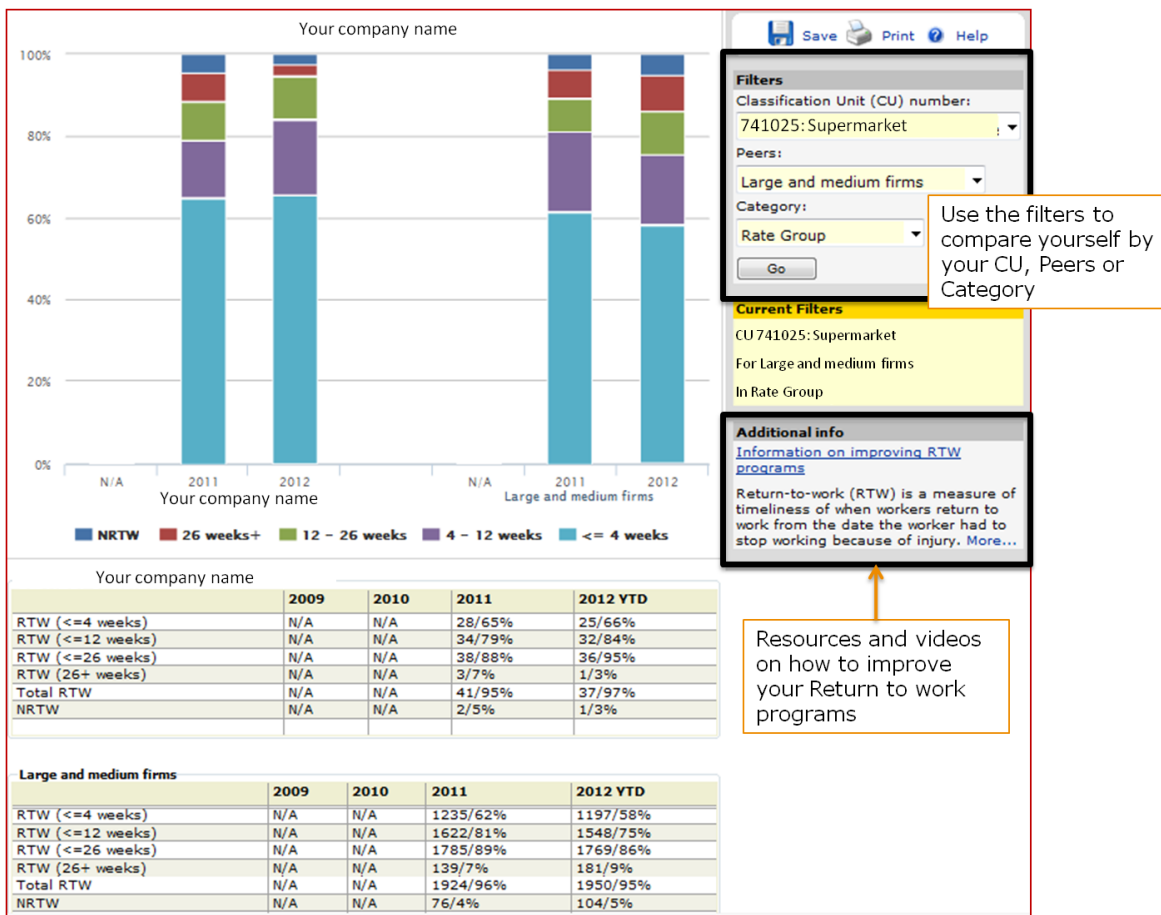 Your company name
100%
80%
60%
40%
20%
0%
N/A
2011
2012
N/A
2011
2012
Your company name
Large and medium firms
NRTW
26 weeks+
12 - 26 weeks
4 - 12 weeks
<= 4 weeks
Save Print ? Help
Filters
Classification Unit (CU) number:
741025: Supermarket
Peers:
Large and medium firms
Category:
Rate Group
Go
Use the filters to
compare yourself by
your CU, Peers or
Category
Current Filters
CU 741025: Supermarket
For Large and medium firms
In Rate Group
Additional info
Information on improving RTW
programs
Return-to-work (RTW) is a measure of
timeliness of when workers return to
work from the date the worker had to
stop working because of injury. More...
Resources and videos
on how to improve
your Return to work
programs
Your company name
2009 2010 2011 2012 YTD
RTW (<=4 weeks) N/A N/A 28/65% 25/66%
RTW (<=12 weeks) N/A N/A 34/79% 32/84%
RTW (<=26 weeks) N/A N/A 38/88% 36/95%
RTW (26+ weeks) N/A N/A 3/7% 1/3%
Total RTW N/A N/A 41/95% 37/97%
NRTW N/A N/A 2/5% 1/3%
Large and medium firms
2009 2010 2011 2012 YTD
RTW (<=4 weeks) N/A N/A 1235/62% 1197/58%
RTW (<=12 weeks) N/A N/A 1622/81% 1548/75%
RTW (<=26 weeks) N/A N/A 1785/89% 1769/86%
RTW (26+ weeks) N/A N/A 139/7% 181/9%
Total RTW N/A N/A 1924/96% 1950/95%
NRTW N/A N/A 76/4% 104/5%